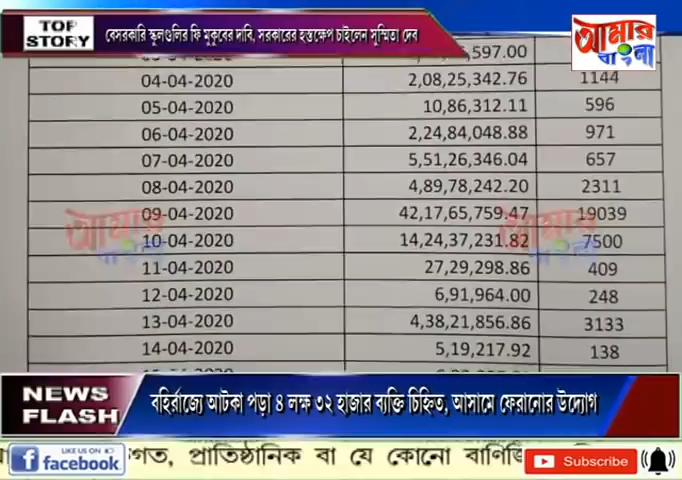 TOP
STORY
বেসরকারি স্কুলগুলির ফি মুকুবের দাবি, সরকারের হস্তক্ষেপ চাইলেন সুস্মিতা দেব
আমার
বাংলা
597.00
04-04-2020 2,08,25,342.76 1144
05-04-2020 10,86,312.11 596
06-04-2020 2,24,84,048.88 971
07-04-2020 5,51,26,346.04 657
08-04-2020 4,89,78,242.20 2311
09-04-2020 42,17,65,759.47 19039
আমার
বাংলা
আমার
বাংলা
10-04-2020 14,24,37,231.82 7500
11-04-2020 27,29,298.86 409
12-04-2020 6,91,964.00 248
13-04-2020 4,38,21,856.86 3133
14-04-2020 5,19,217.92 138
NEWS
FLASH
বহির্রাজ্যে আটকা পড়া ৪ লক্ষ ৩২ হাজার ব্যক্তি চিহ্নিত, আসামে ফেরানোর উদ্যোগ
LIKE US ON
facebook
গত, প্রাতিষ্ঠানিক বা যে কোনো
Subscribe